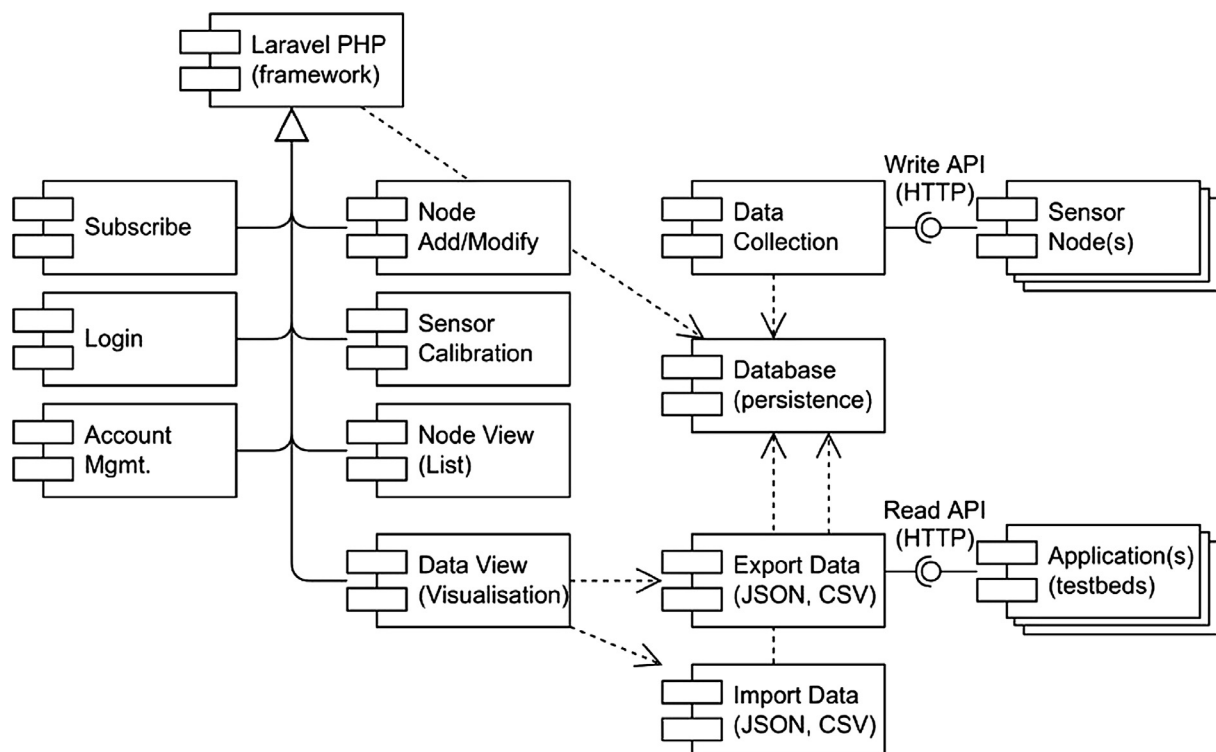 Laravel PHP
(framework)
Subscribe
Node
Add/Modify
Data
Collection
Write API
(HTTP)
Sensor
Node(s)
Login
Sensor
Calibration
Database
(persistence)
Account
Mgmt.
Node View
(List)
Data View
(Visualisation)
Export Data
(JSON, CSV)
Read API
(HTTP)
Application(s)
(testbeds)
Import Data
(JSON, CSV)